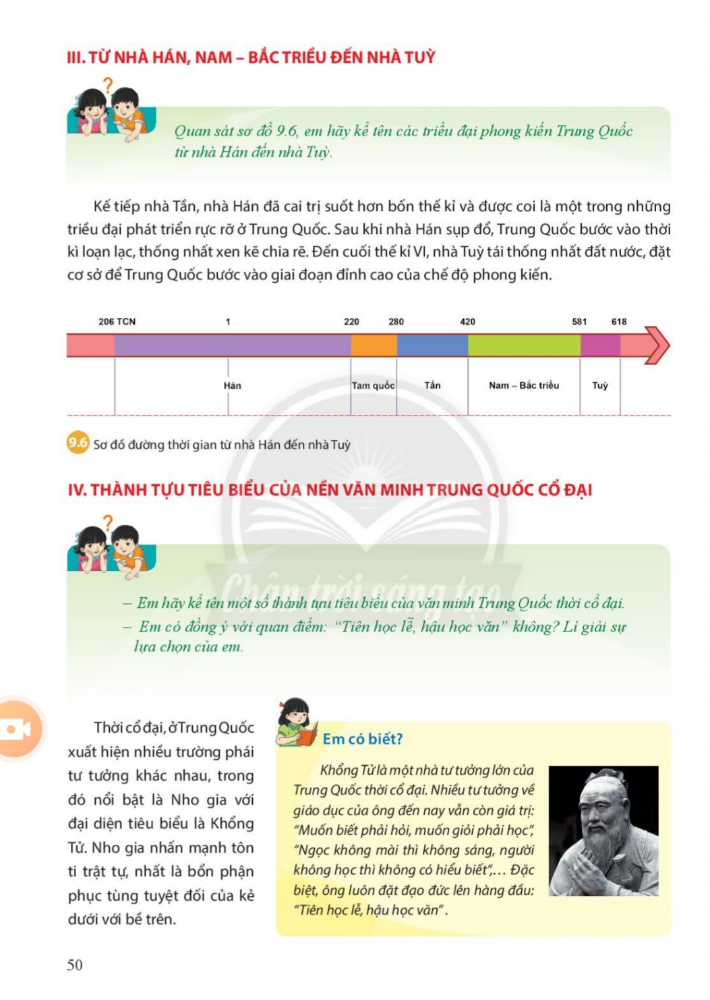 III. TỪ NHÀ HÁN, NAM – BẮC TRIỀU ĐẾN NHÀ TUỲ
?
Quan sát sơ đồ 9.6, em hãy kể tên các triều đại phong kiến Trung Quốc
từ nhà Hán đến nhà Tuỳ.
Kế tiếp nhà Tần, nhà Hán đã cai trị suốt hơn bốn thế kỉ và được coi là một trong những
triều đại phát triển rực rỡ ở Trung Quốc. Sau khi nhà Hán sụp đổ, Trung Quốc bước vào thời
kì loạn lạc, thống nhất xen kẽ chia rẽ. Đến cuối thế kỉ VI, nhà Tuỳ tái thống nhất đất nước, đặt
cơ sở để Trung Quốc bước vào giai đoạn đỉnh cao của chế độ phong kiến.
206 TCN 1 220 280 420 581 618
Hán Tam quốc Tấn Nam – Bắc triều Tuỳ
9.6 Sơ đồ đường thời gian từ nhà Hán đến nhà Tuỳ
IV. THÀNH TỰU TIÊU BIỂU CỦA NỀN VĂN MINH TRUNG QUỐC CỔ ĐẠI
?
Chân trời sáng tạo
– Em hãy kể tên một số thành tựu tiêu biểu của văn minh Trung Quốc thời cổ đại.
– Em có đồng ý với quan điểm: “Tiên học lễ, hậu học văn” không? Lí giải sự
lựa chọn của em.
Thời cổ đại, ở Trung Quốc
xuất hiện nhiều trường phái
tư tưởng khác nhau, trong
đó nổi bật là Nho gia với
đại diện tiêu biểu là Khổng
Tử. Nho gia nhấn mạnh tôn
ti trật tự, nhất là bổn phận
phục tùng tuyệt đối của kẻ
dưới với bề trên.
Em có biết?
Khổng Tử là một nhà tư tưởng lớn của
Trung Quốc thời cổ đại. Nhiều tư tưởng về
giáo dục của ông đến nay vẫn còn giá trị:
“Muốn biết phải hỏi, muốn giỏi phải học”,
“Ngọc không mài thì không sáng, người
không học thì không có hiểu biết”,... Đặc
biệt, ông luôn đặt đạo đức lên hàng đầu:
“Tiên học lễ, hậu học văn”.
50